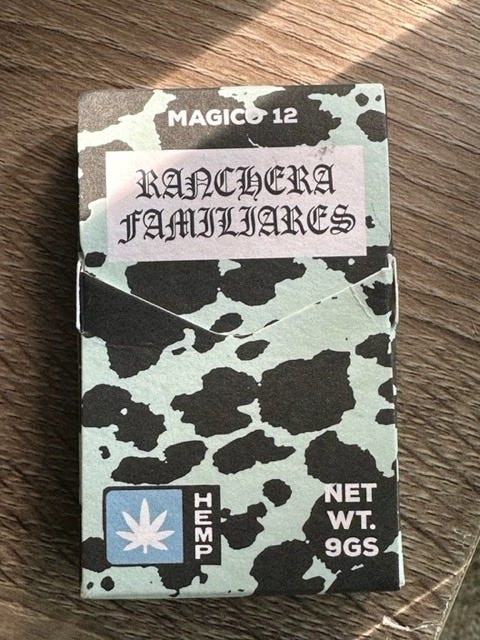 MAGICO 12
RANCHERA
FAMILIARES
HEMP
NET
WT.
9GS